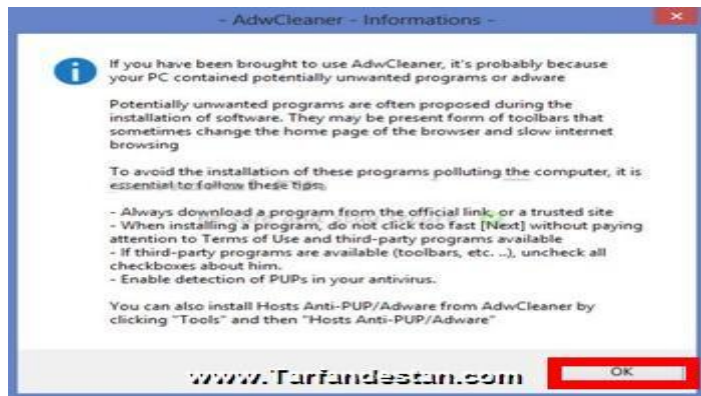 - AdwCleaner - Informations -
If you have been brought to use AdwCleaner, it's probably because
your PC contained potentially unwanted programs or adware
Potentially unwanted programs are often proposed during the
installation of software. They may be present form of toolbars that
sometimes change the home page of the browser and slow internet
browsing
To avoid the installation of these programs polluting the computer, it is
essential to follow these tips:
- Always download a program from the official link, or a trusted site
- When installing a program, do not click too fast [Next] without paying
attention to Terms of Use and third-party programs available
- If third-party programs are available (toolbars, etc. ..), uncheck all
checkboxes about him.
- Enable detection of PUPs in your antivirus.
You can also install Hosts Anti-PUP/Adware from AdwCleaner by
clicking "Tools" and then "Hosts Anti-PUP/Adware"
OK
www.Tarfandestan.com